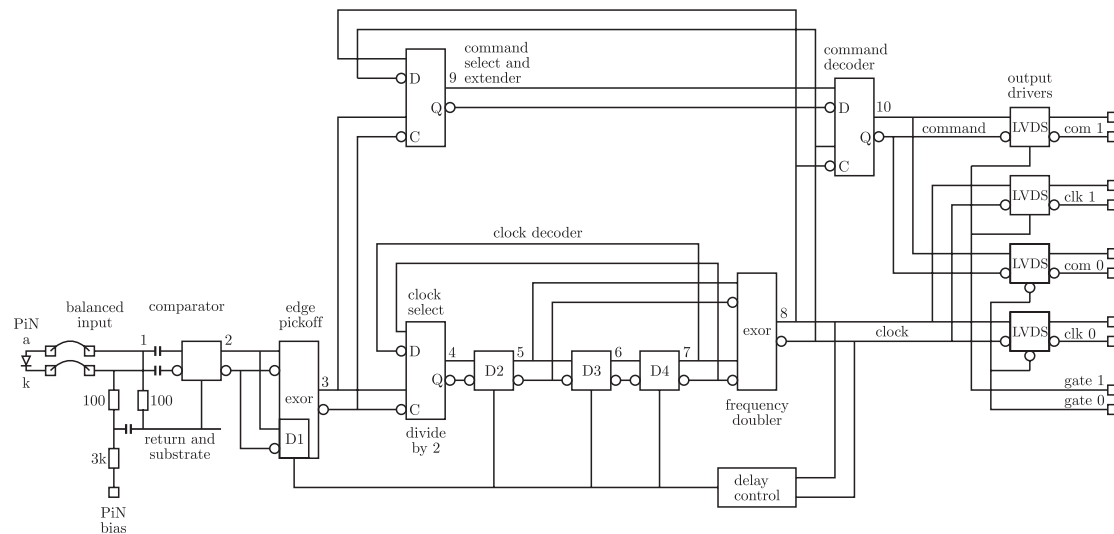 command
select and
extender
9
D
Q
C
command
decoder
10
D
Q
C
output
drivers
command
LVDS
com 1
LVDS
clk 1
LVDS
com 0
LVDS
clk 0
gate 1
gate 0
clock decoder
PiN
a
k
balanced
input
comparator
1
2
100
100
return and
substrate
3k
PiN
bias
edge
pickoff
3
exor
D1
clock
select
D
Q
C
divide
by 2
4
D2
5
D3
6
D4
7
exor
8
clock
frequency
doubler
delay
control